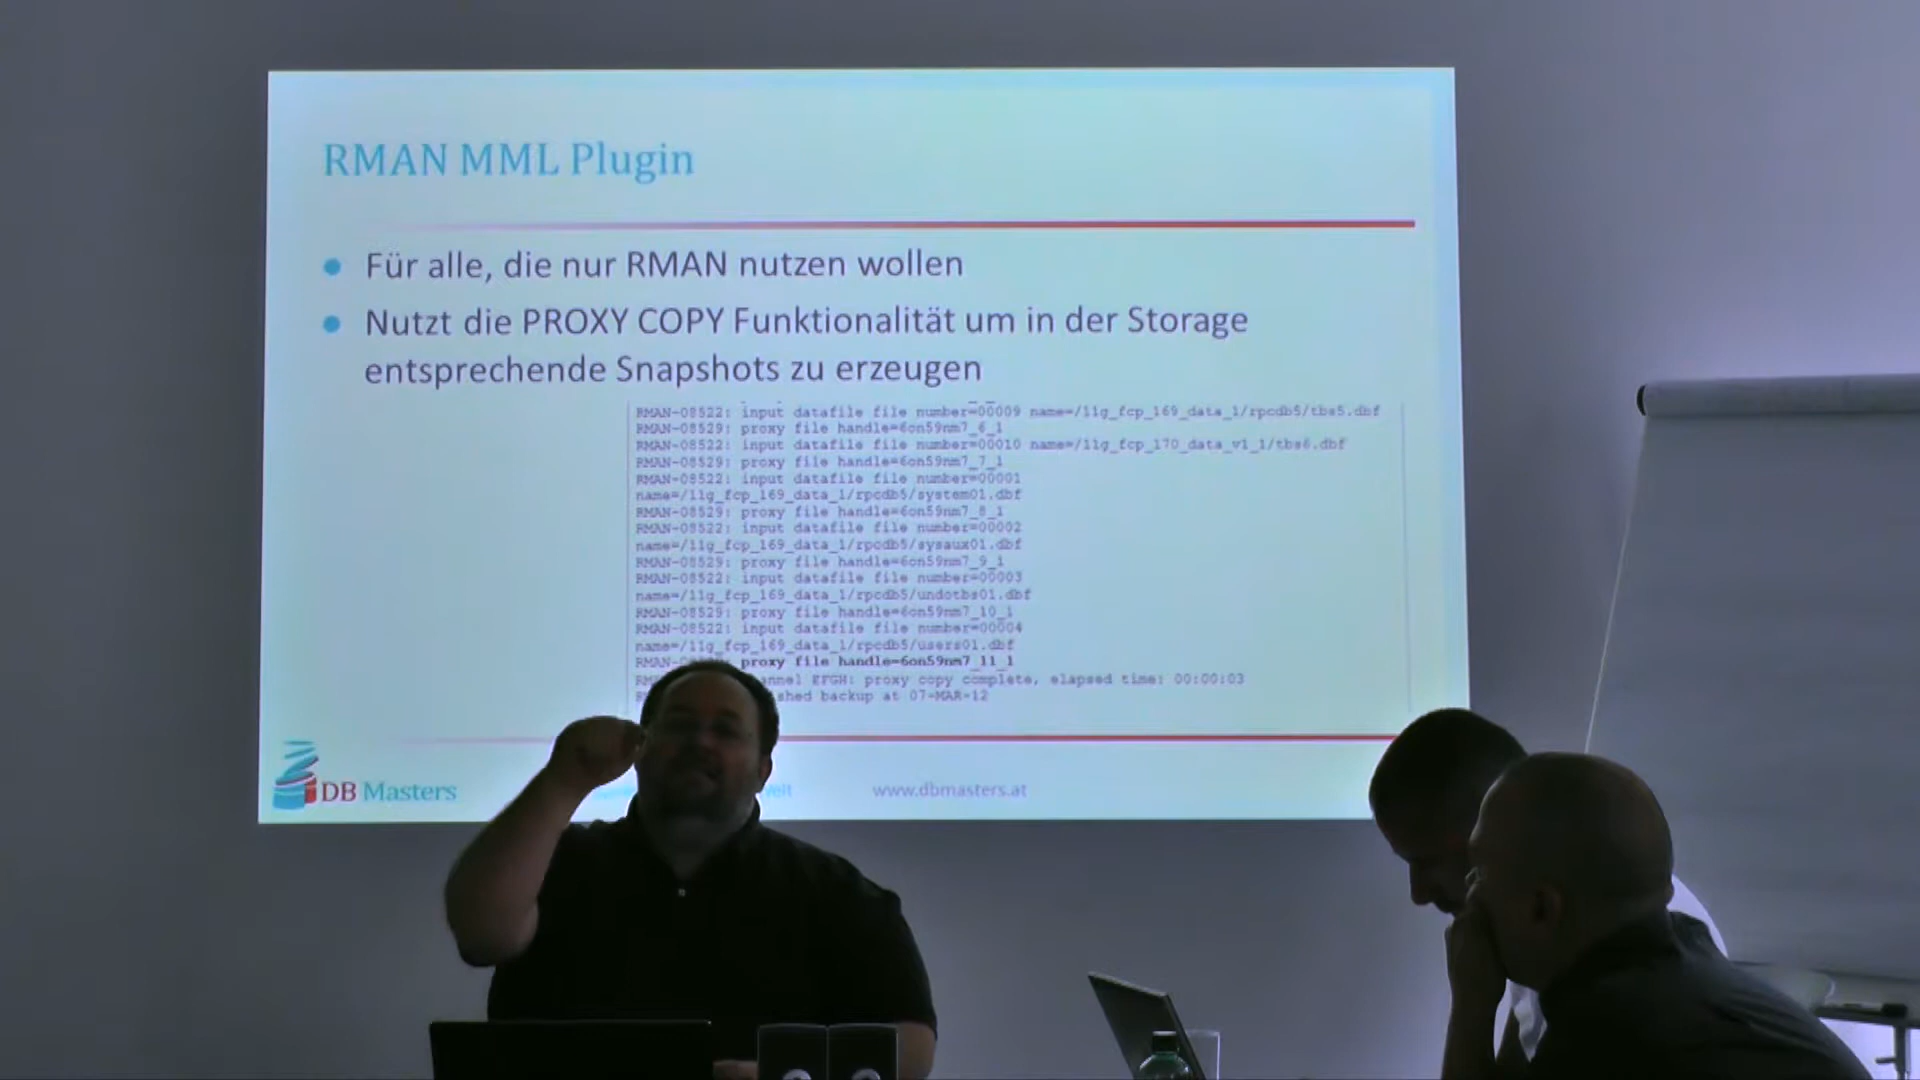 RMAN MML Plugin
Für alle, die nur RMAN nutzen wollen
Nutzt die PROXY COPY Funktionalität um in der Storage
entsprechende Snapshots zu erzeugen
RMAN-08522: input datafile file number=00009 name=/11g_fcp_169_data_1/rpcdb5/tbs5.dbf
RMAN-08529: proxy file handle=6on59nm7_6_1
RMAN-08522: input datafile file number=00010 name=/11g_fcp_170_data_v1_1/tbs6.dbf
RMAN-08529: proxy file handle=6on59nm7_7_1
RMAN-08522: input datafile file number=00001
name=/11g_fcp_169_data_1/rpcdb5/system01.dbf
RMAN-08529: proxy file handle=6on59nm7_8_1
RMAN-08522: input datafile file number=00002
name=/11g_fcp_169_data_1/rpcdb5/sysaux01.dbf
RMAN-08529: proxy file handle=6on59nm7_9_1
RMAN-08522: input datafile file number=00003
name=/11g_fcp_169_data_1/rpcdb5/undotbs01.dbf
RMAN-08529: proxy file handle=6on59nm7_10_1
RMAN-08522: input datafile file number=00004
name=/11g_fcp_169_data_1/rpcdb5/users01.dbf
proxy file handle=6on59nm7_11_1
annel EFGH: proxy copy complete, elapsed time: 00:00:03
shed backup at 07-MAR-12
DB Masters
www.dbmasters.at